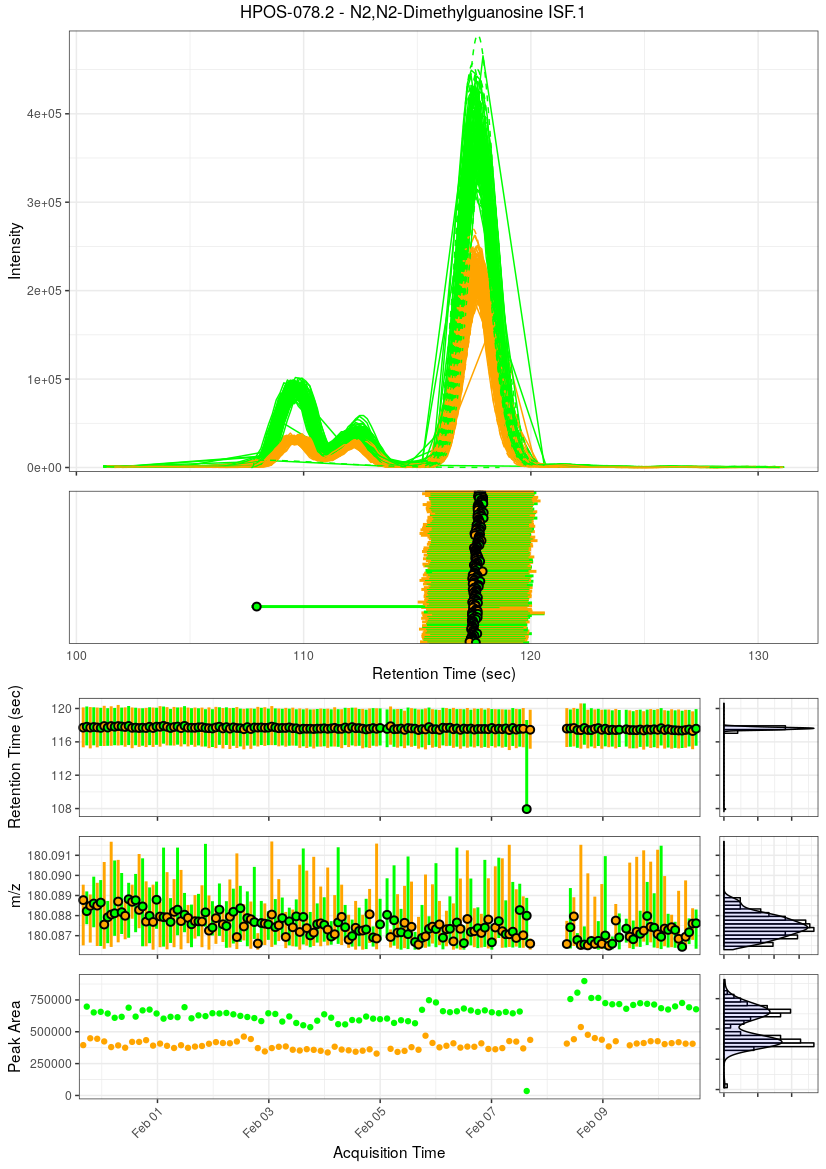 HPOS-078.2 - N2,N2-Dimethylguanosine ISF.1
Intensity
4e+05
3e+05
2e+05
1e+05
0e+00
100
110
120
130
Retention Time (sec)
Retention Time (sec)
120
116
112
108
m/z
180.091
180.090
180.089
180.088
180.087
Peak Area
750000
500000
250000
0
Feb 01
Feb 03
Feb 05
Feb 07
Feb 09
Acquisition Time